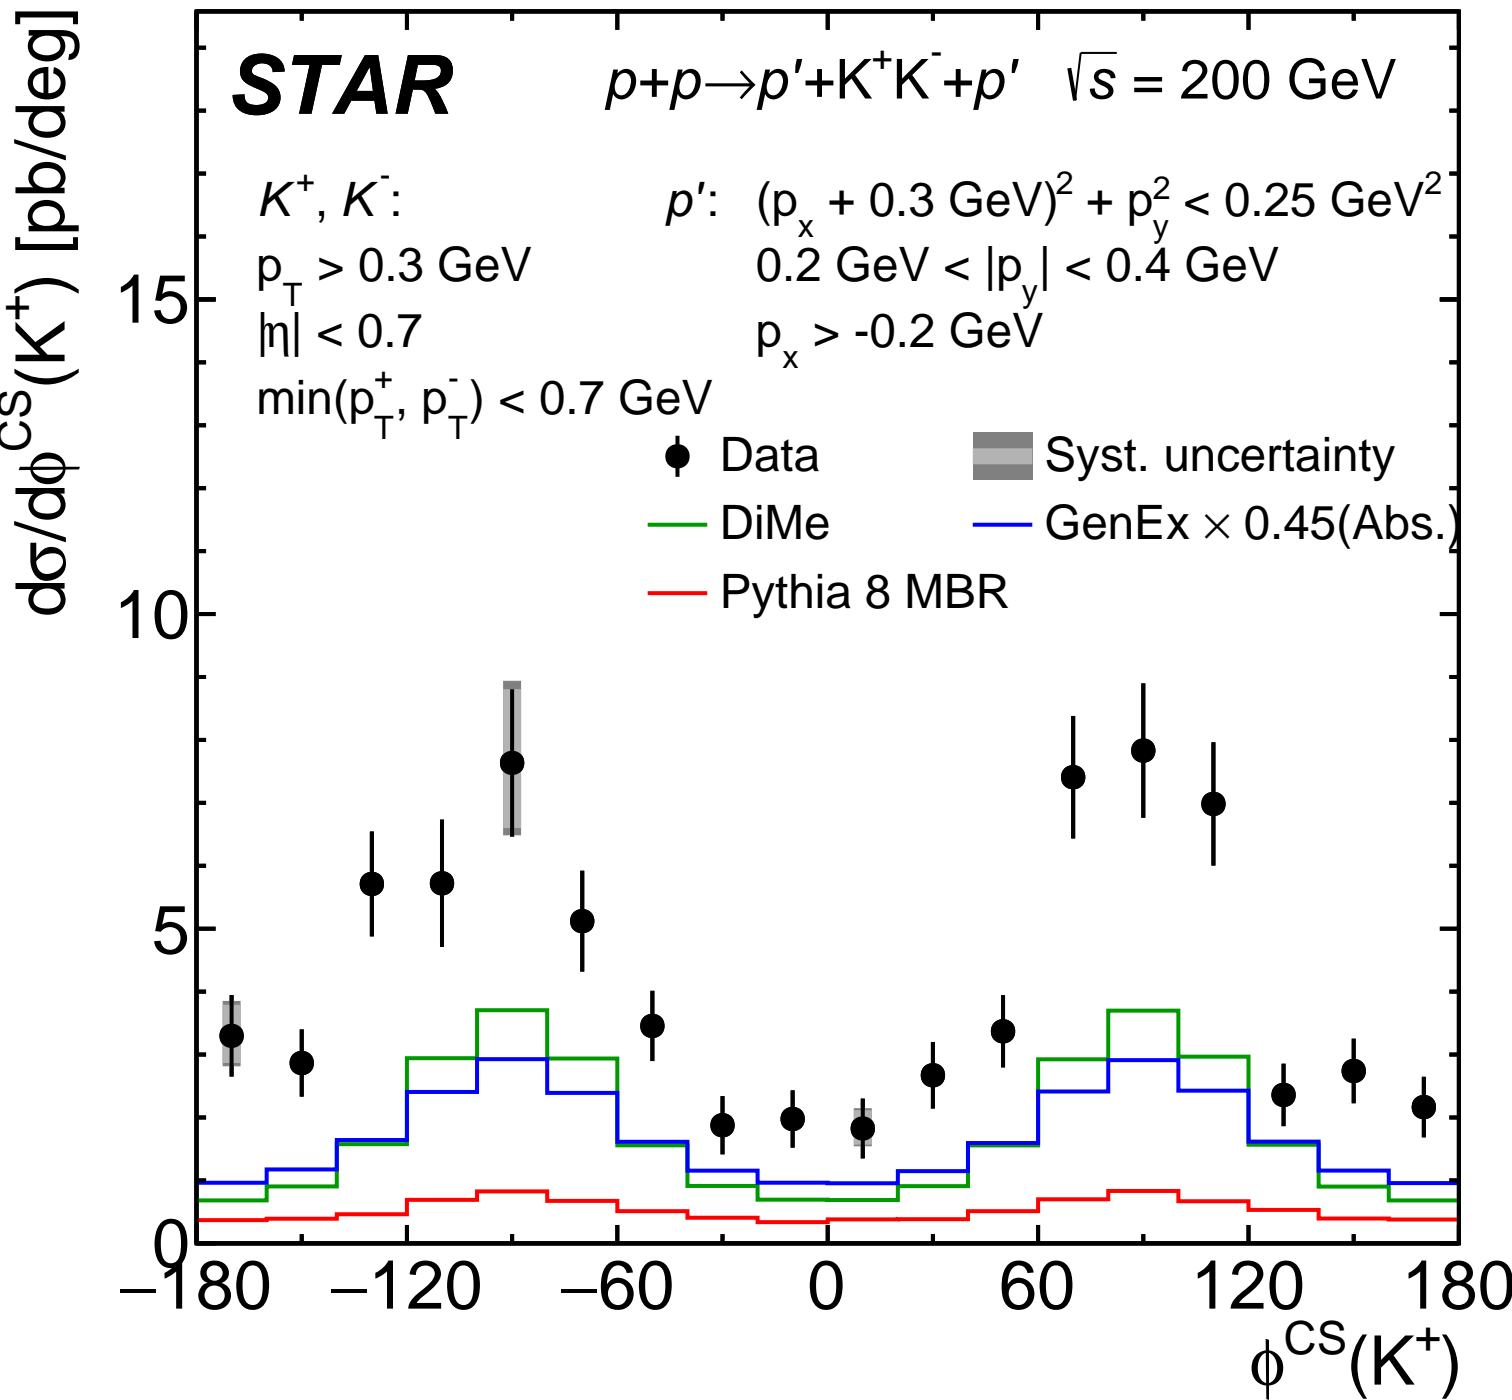 dσ/dφ^CS(K⁺) [pb/deg]
STAR p+p→p′+K⁺K⁻+p′ √s = 200 GeV
K⁺, K⁻: p′: (p_x + 0.3 GeV)² + p_y² < 0.25 GeV²
p_T > 0.3 GeV 0.2 GeV < |p_y| < 0.4 GeV
|η| < 0.7 p_x > -0.2 GeV
min(p_T⁺, p_T⁻) < 0.7 GeV
Data Syst. uncertainty
DiMe GenEx × 0.45(Abs.)
Pythia 8 MBR
15
10
5
0
−180 −120 −60 0 60 120 180
φ^CS(K⁺)